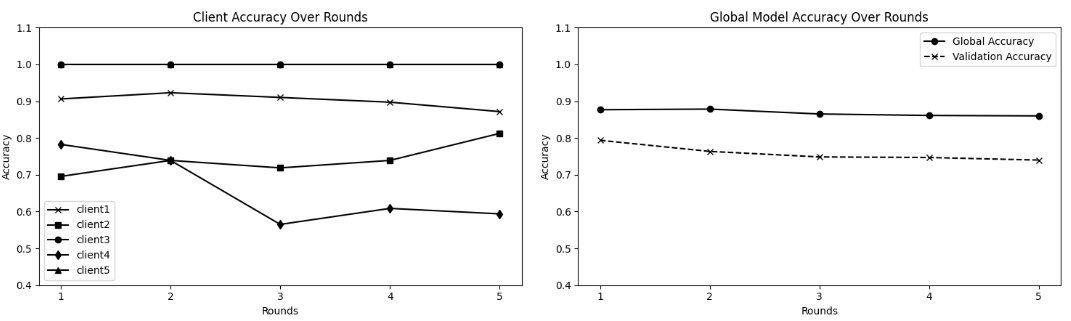 Client Accuracy Over Rounds
1.1
1.0
0.9
0.8
0.7
0.6
0.5
0.4
Accuracy
client1
client2
client3
client4
client5
1 2 3 4 5
Rounds
Global Model Accuracy Over Rounds
1.1
1.0
0.9
0.8
0.7
0.6
0.5
0.4
Accuracy
Global Accuracy
Validation Accuracy
1 2 3 4 5
Rounds